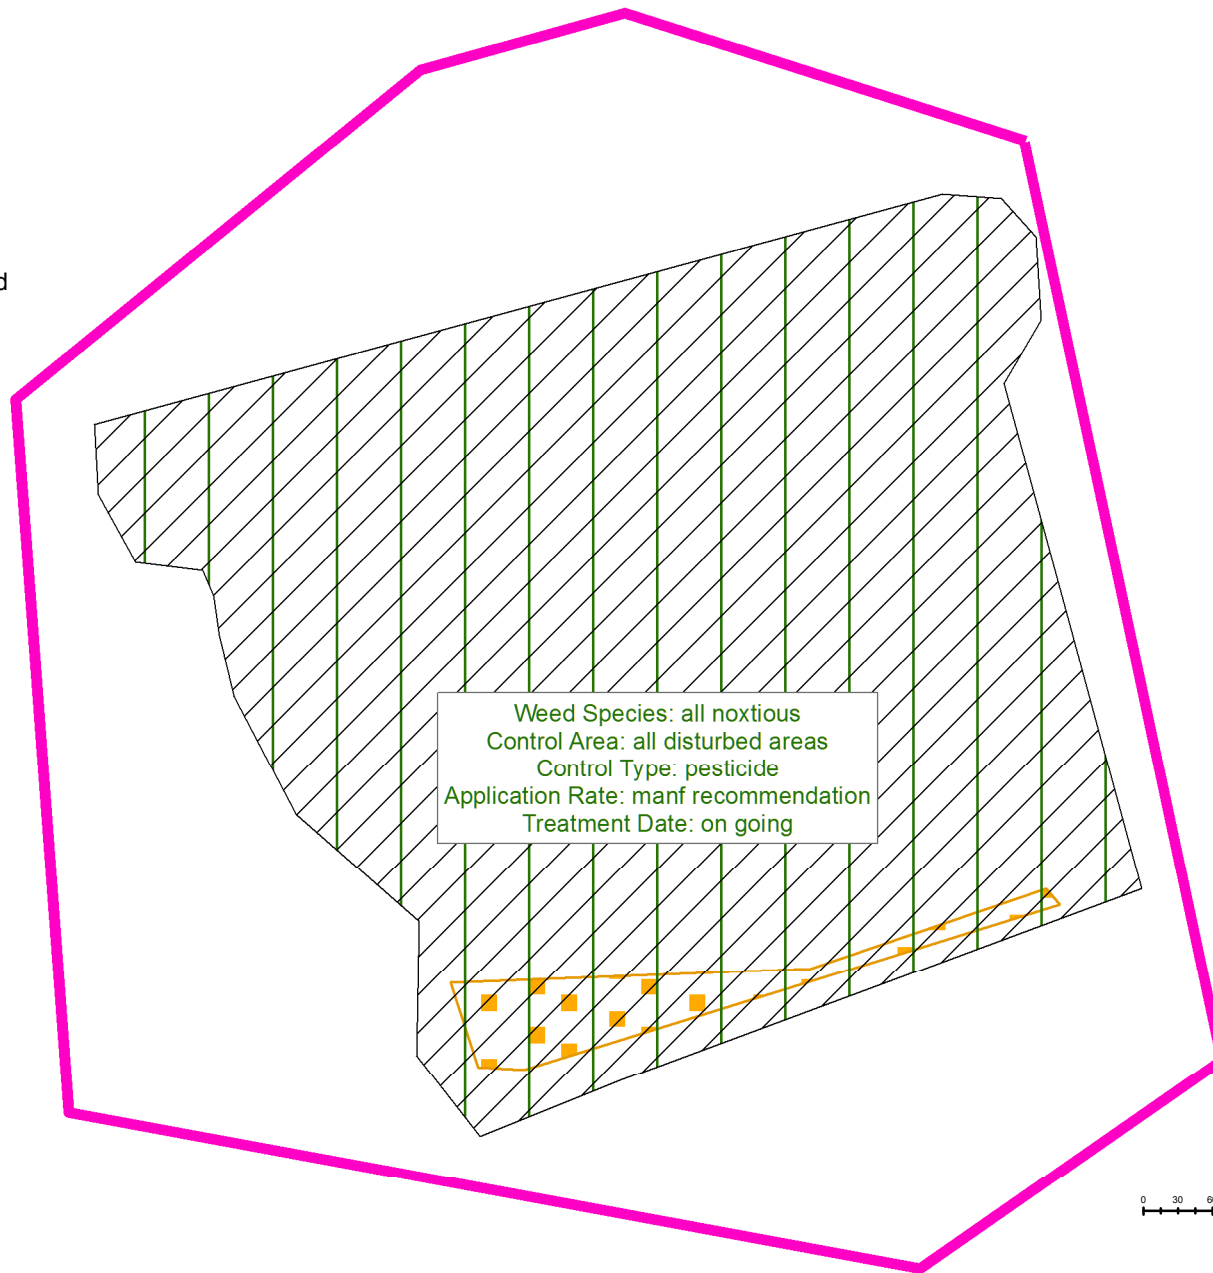 d
Weed Species: all noxtious
Control Area: all disturbed areas
Control Type: pesticide
Application Rate: manf recommendation
Treatment Date: on going
0 30